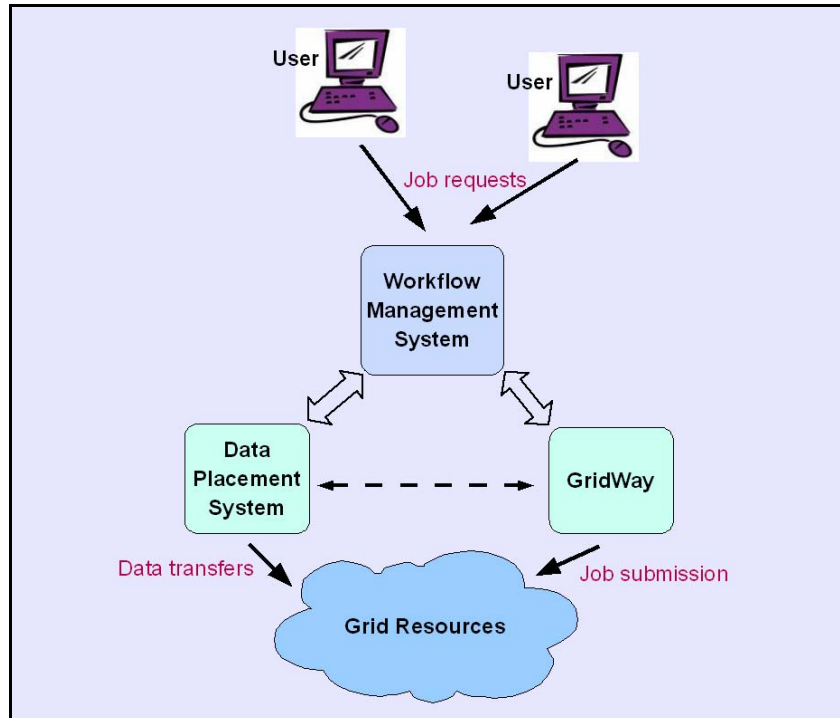 User
User
Job requests
Workflow
Management
System
Data
Placement
System
GridWay
Data transfers
Job submission
Grid Resources